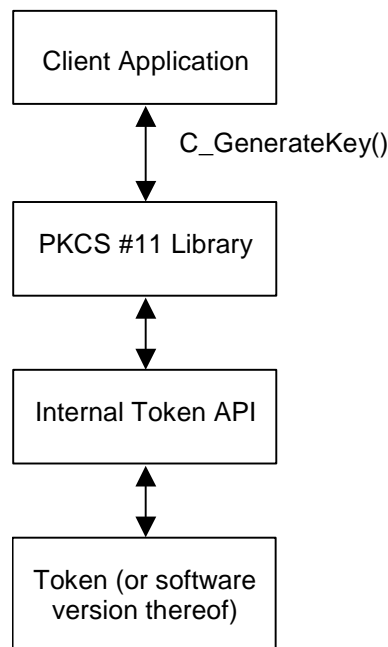 Client Application
C_GenerateKey()
PKCS #11 Library
Internal Token API
Token (or software
version thereof)